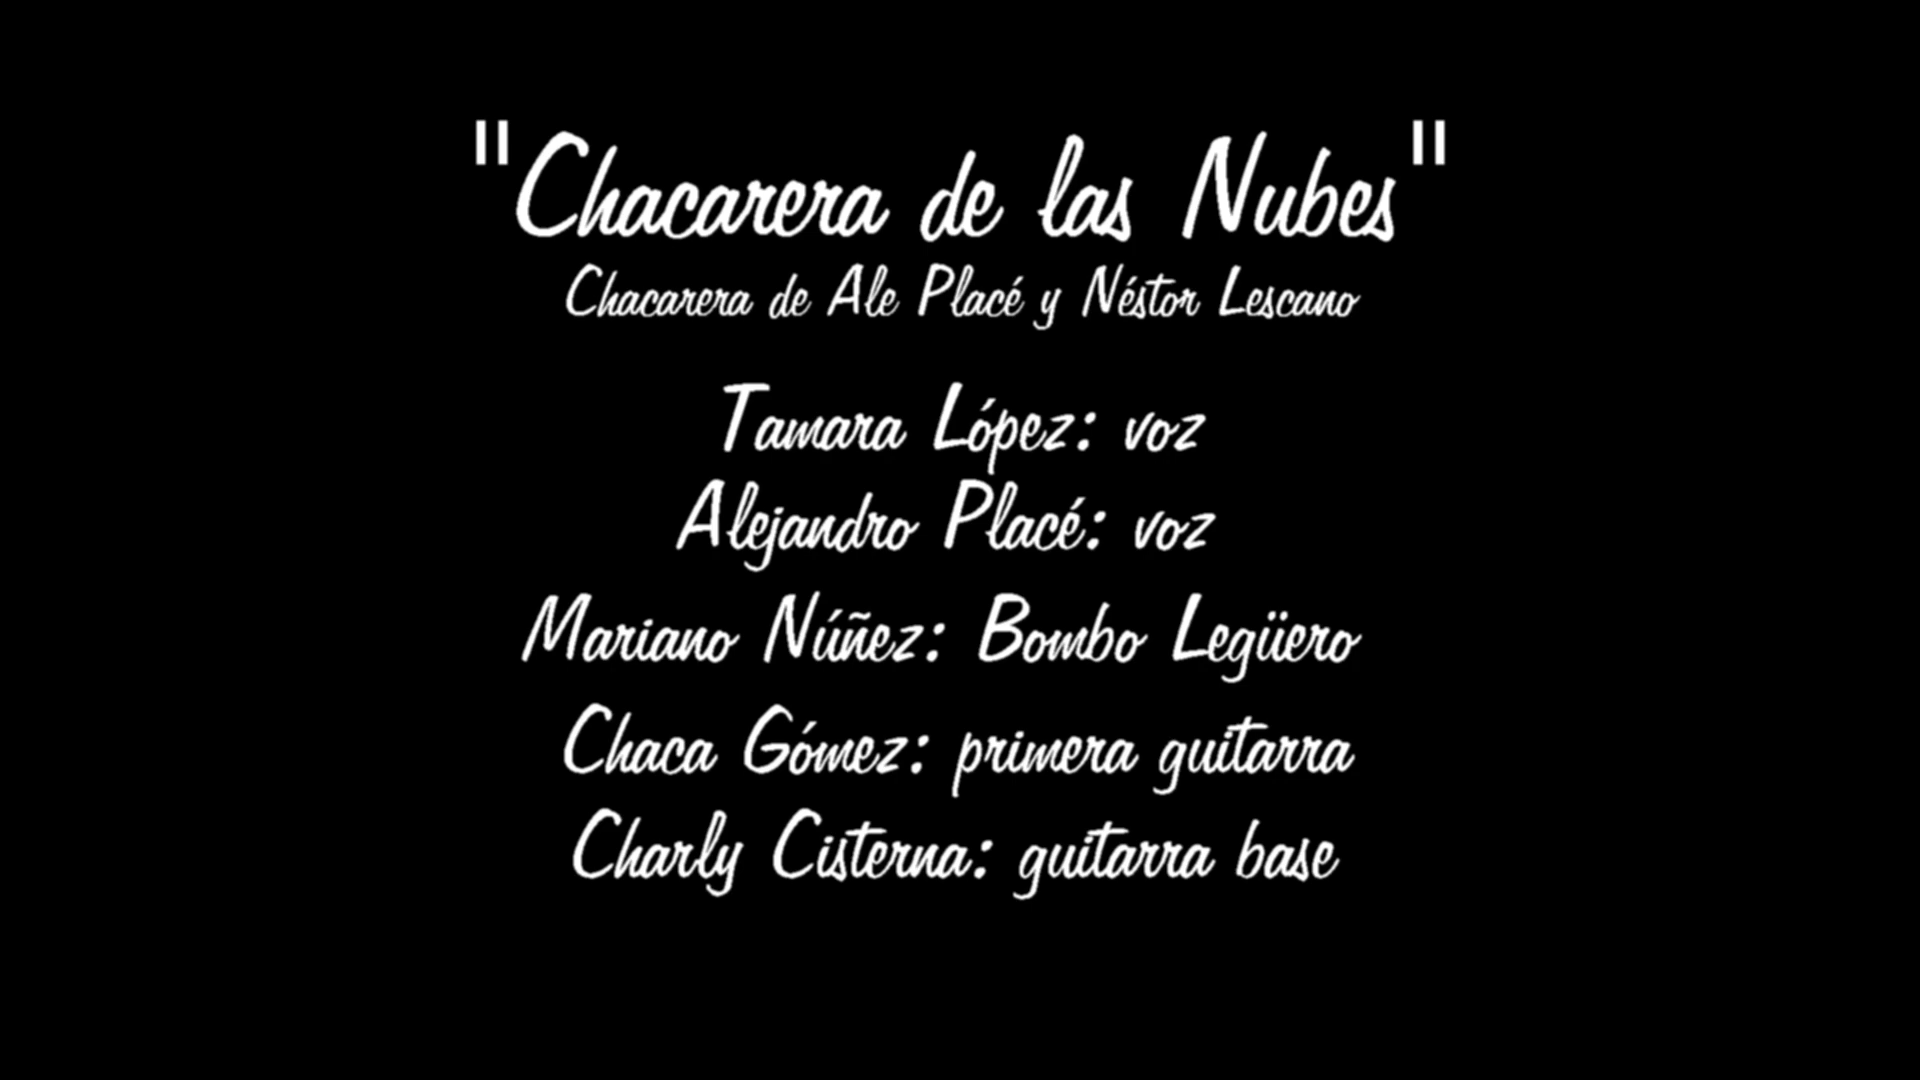 "Chacarera de las Nubes"
Chacarera de Ale Placé y Néstor Lescano
Tamara López: voz
Alejandro Placé: voz
Mariano Núñez: Bombo Legüero
Chaca Gómez: primera guitarra
Charly Cisterna: guitarra base